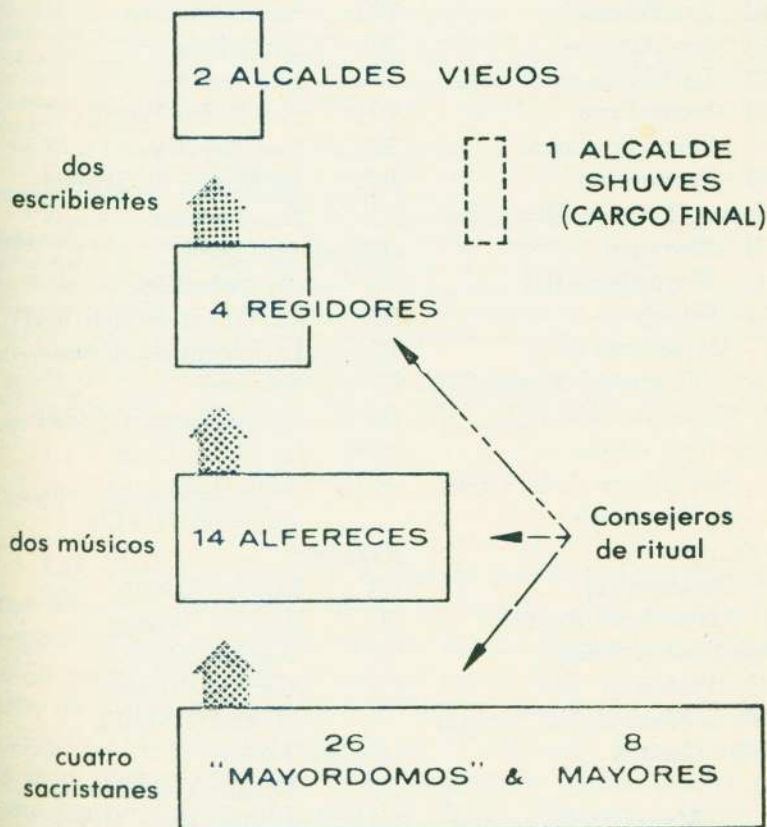 2 ALCALDES VIEJOS
dos
escribientes
1 ALCALDE
SHUVES
(CARGO FINAL)
4 REGIDORES
dos músicos
14 ALFERECES
Consejeros
de ritual
cuatro
sacristanes
26 8
"MAYORDOMOS" & MAYORES